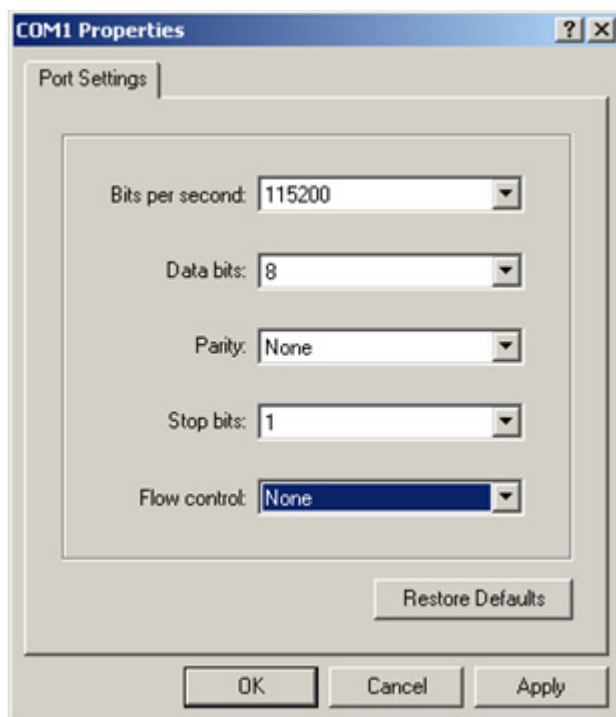 COM1 Properties
Port Settings
Bits per second: 115200
Data bits: 8
Parity: None
Stop bits: 1
Flow control: None
Restore Defaults
OK Cancel Apply